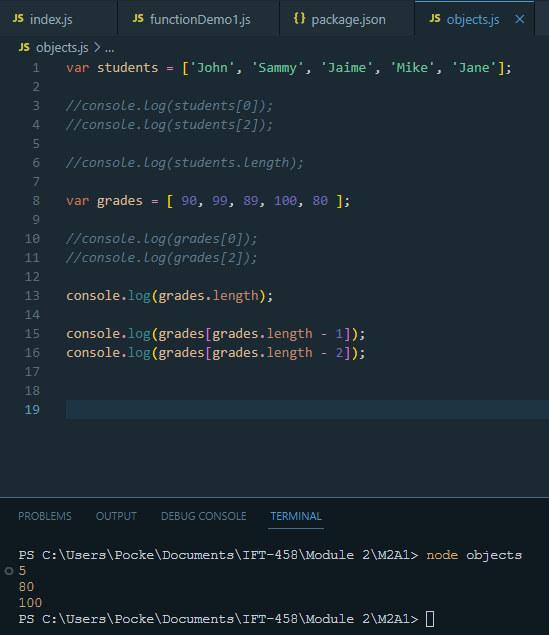 JS index.js JS functionDemo1.js {} package.json JS objects.js ×
JS objects.js > ...
1 var students = ['John', 'Sammy', 'Jaime', 'Mike', 'Jane'];
2
3 //console.log(students[0]);
4 //console.log(students[2]);
5
6 //console.log(students.length);
7
8 var grades = [ 90, 99, 89, 100, 80 ];
9
10 //console.log(grades[0]);
11 //console.log(grades[2]);
12
13 console.log(grades.length);
14
15 console.log(grades[grades.length - 1]);
16 console.log(grades[grades.length - 2]);
17
18
19
PROBLEMS OUTPUT DEBUG CONSOLE TERMINAL
PS C:\Users\Pocke\Documents\IFT-458\Module 2\M2A1> node objects
5
80
100
PS C:\Users\Pocke\Documents\IFT-458\Module 2\M2A1>